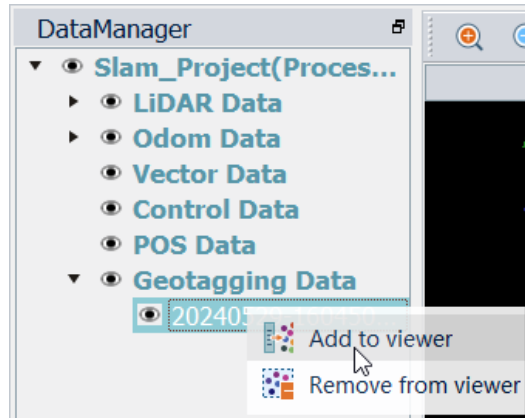 DataManager
Slam_Project(Proces...
LiDAR Data
Odom Data
Vector Data
Control Data
POS Data
Geotagging Data
Add to viewer
Remove from viewer